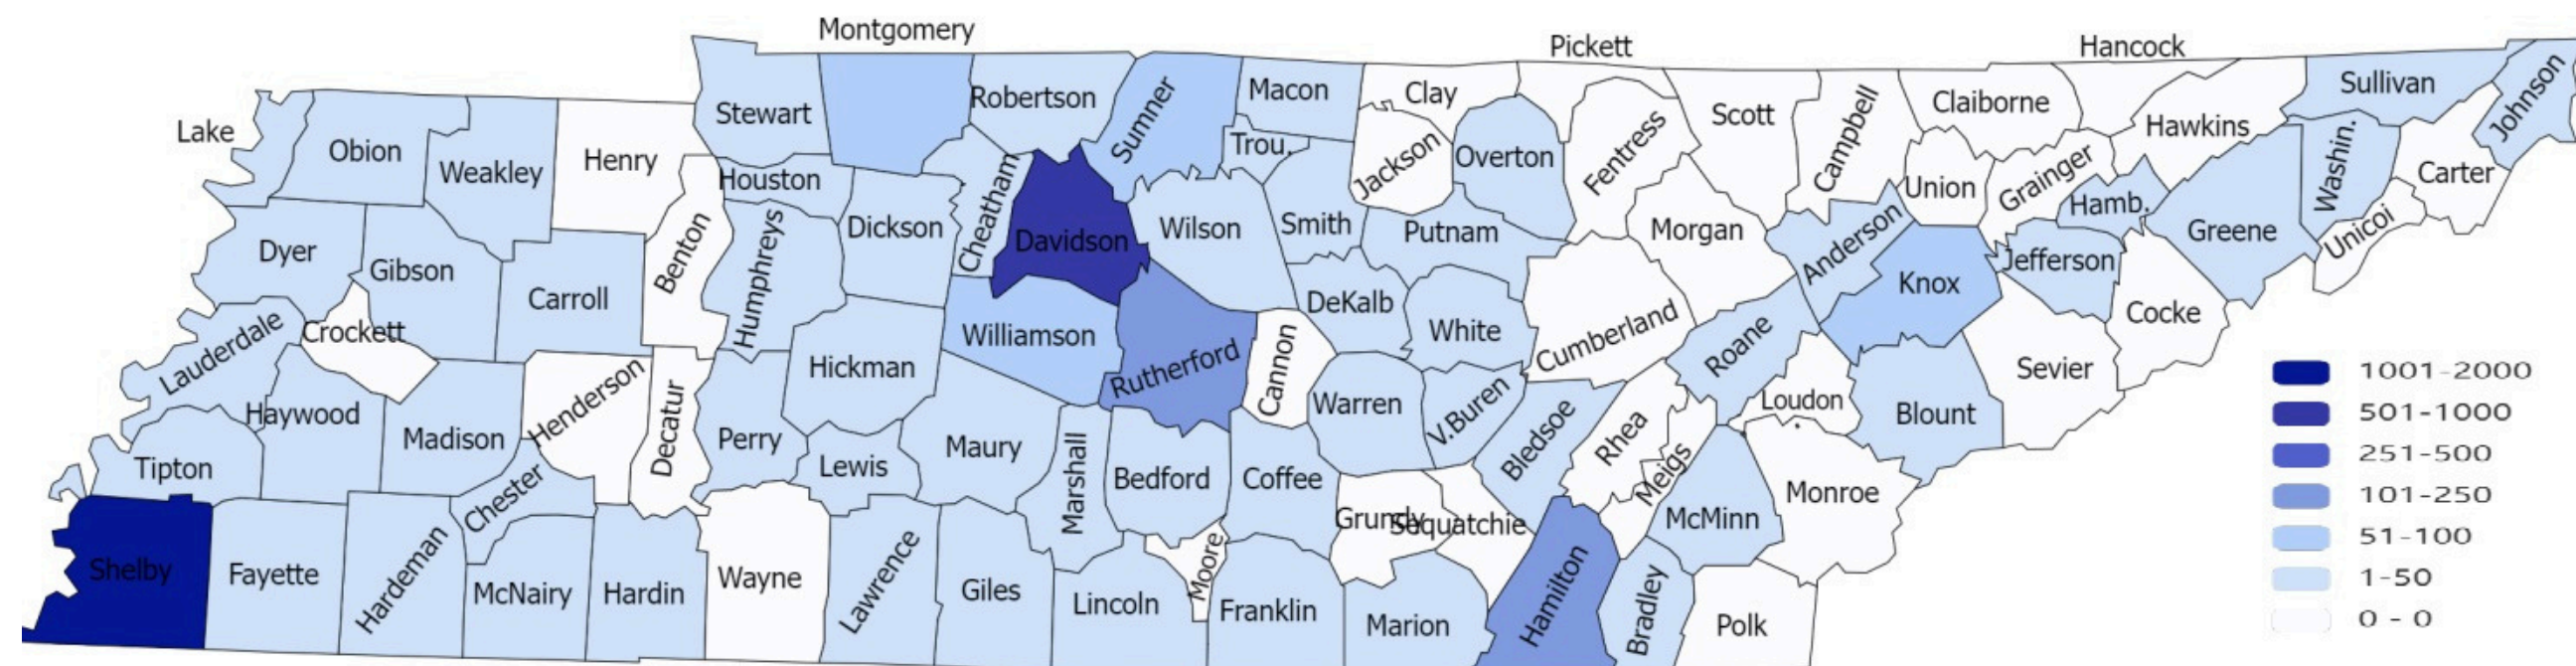 Montgomery
Pickett
Hancock
Lake
Obion
Weakley
Henry
Stewart
Robertson
Sumner
Macon
Clay
Scott
Campbell
Claiborne
Hawkins
Sullivan
Johnson
Houston
Benton
Humphreys
Dickson
Cheatham
Davidson
Wilson
Trou.
Smith
Jackson
Overton
Putnam
Fentress
Morgan
Anderson
Union
Grainger
Hamb.
Jefferson
Knox
Greene
Washin.
Unicoi
Carter
Dyer
Gibson
Crockett
Carroll
Lauderdale
Haywood
Tipton
Madison
Henderson
Decatur
Chester
Perry
Hickman
Lewis
Williamson
Maury
Marshall
Rutherford
Bedford
Cannon
Coffee
DeKalb
Warren
White
V.Buren
Cumberland
Bledsoe
Rhea
Meigs
Roane
Loudon
Blount
Sevier
Cocke
Shelby
Fayette
Hardeman
McNairy
Hardin
Wayne
Lawrence
Giles
Lincoln
Moore
Franklin
Grundy
Sequatchie
Marion
Hamilton
Bradley
McMinn
Monroe
Polk
1001-2000
501-1000
251-500
101-250
51-100
1-50
0 - 0